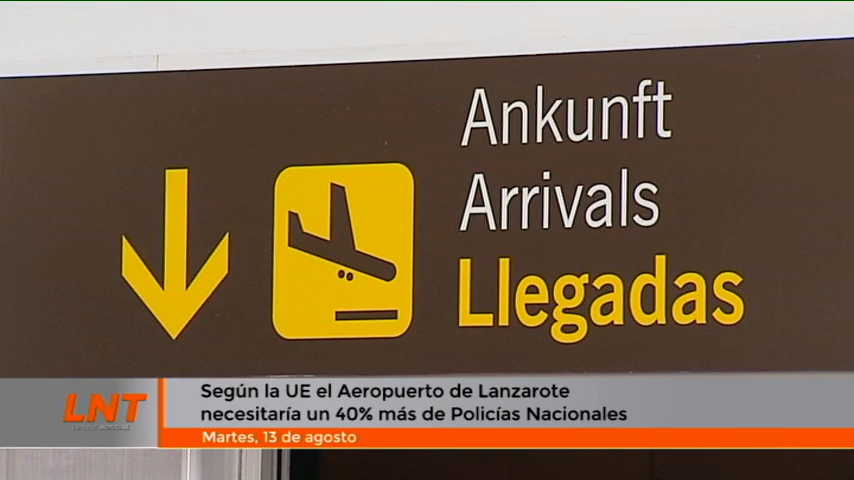 Ankunft
Arrivals
Llegadas
LNT
Según la UE el Aeropuerto de Lanzarote
necesitaría un 40% más de Policías Nacionales
Martes, 13 de agosto